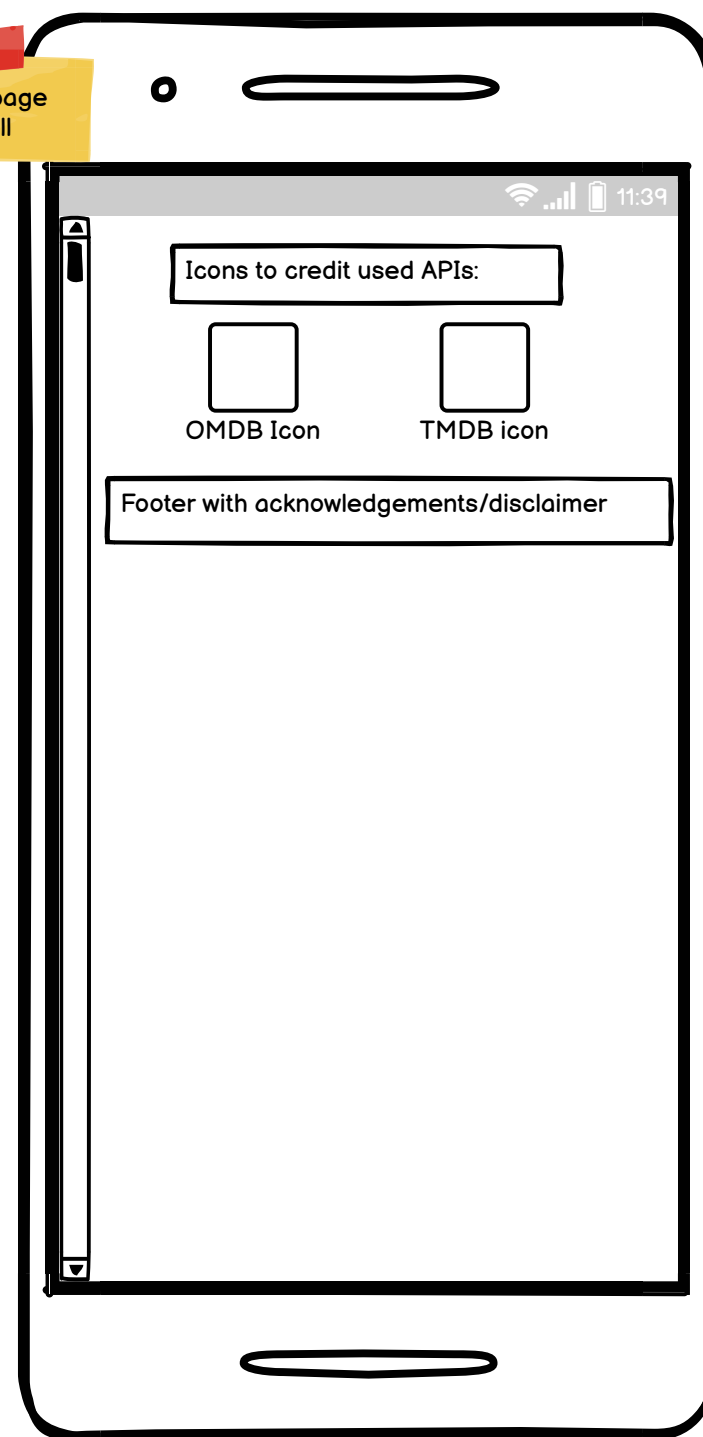 11:39
Icons to credit used APIs:
OMDB Icon
TMDB icon
Footer with acknowledgements/disclaimer